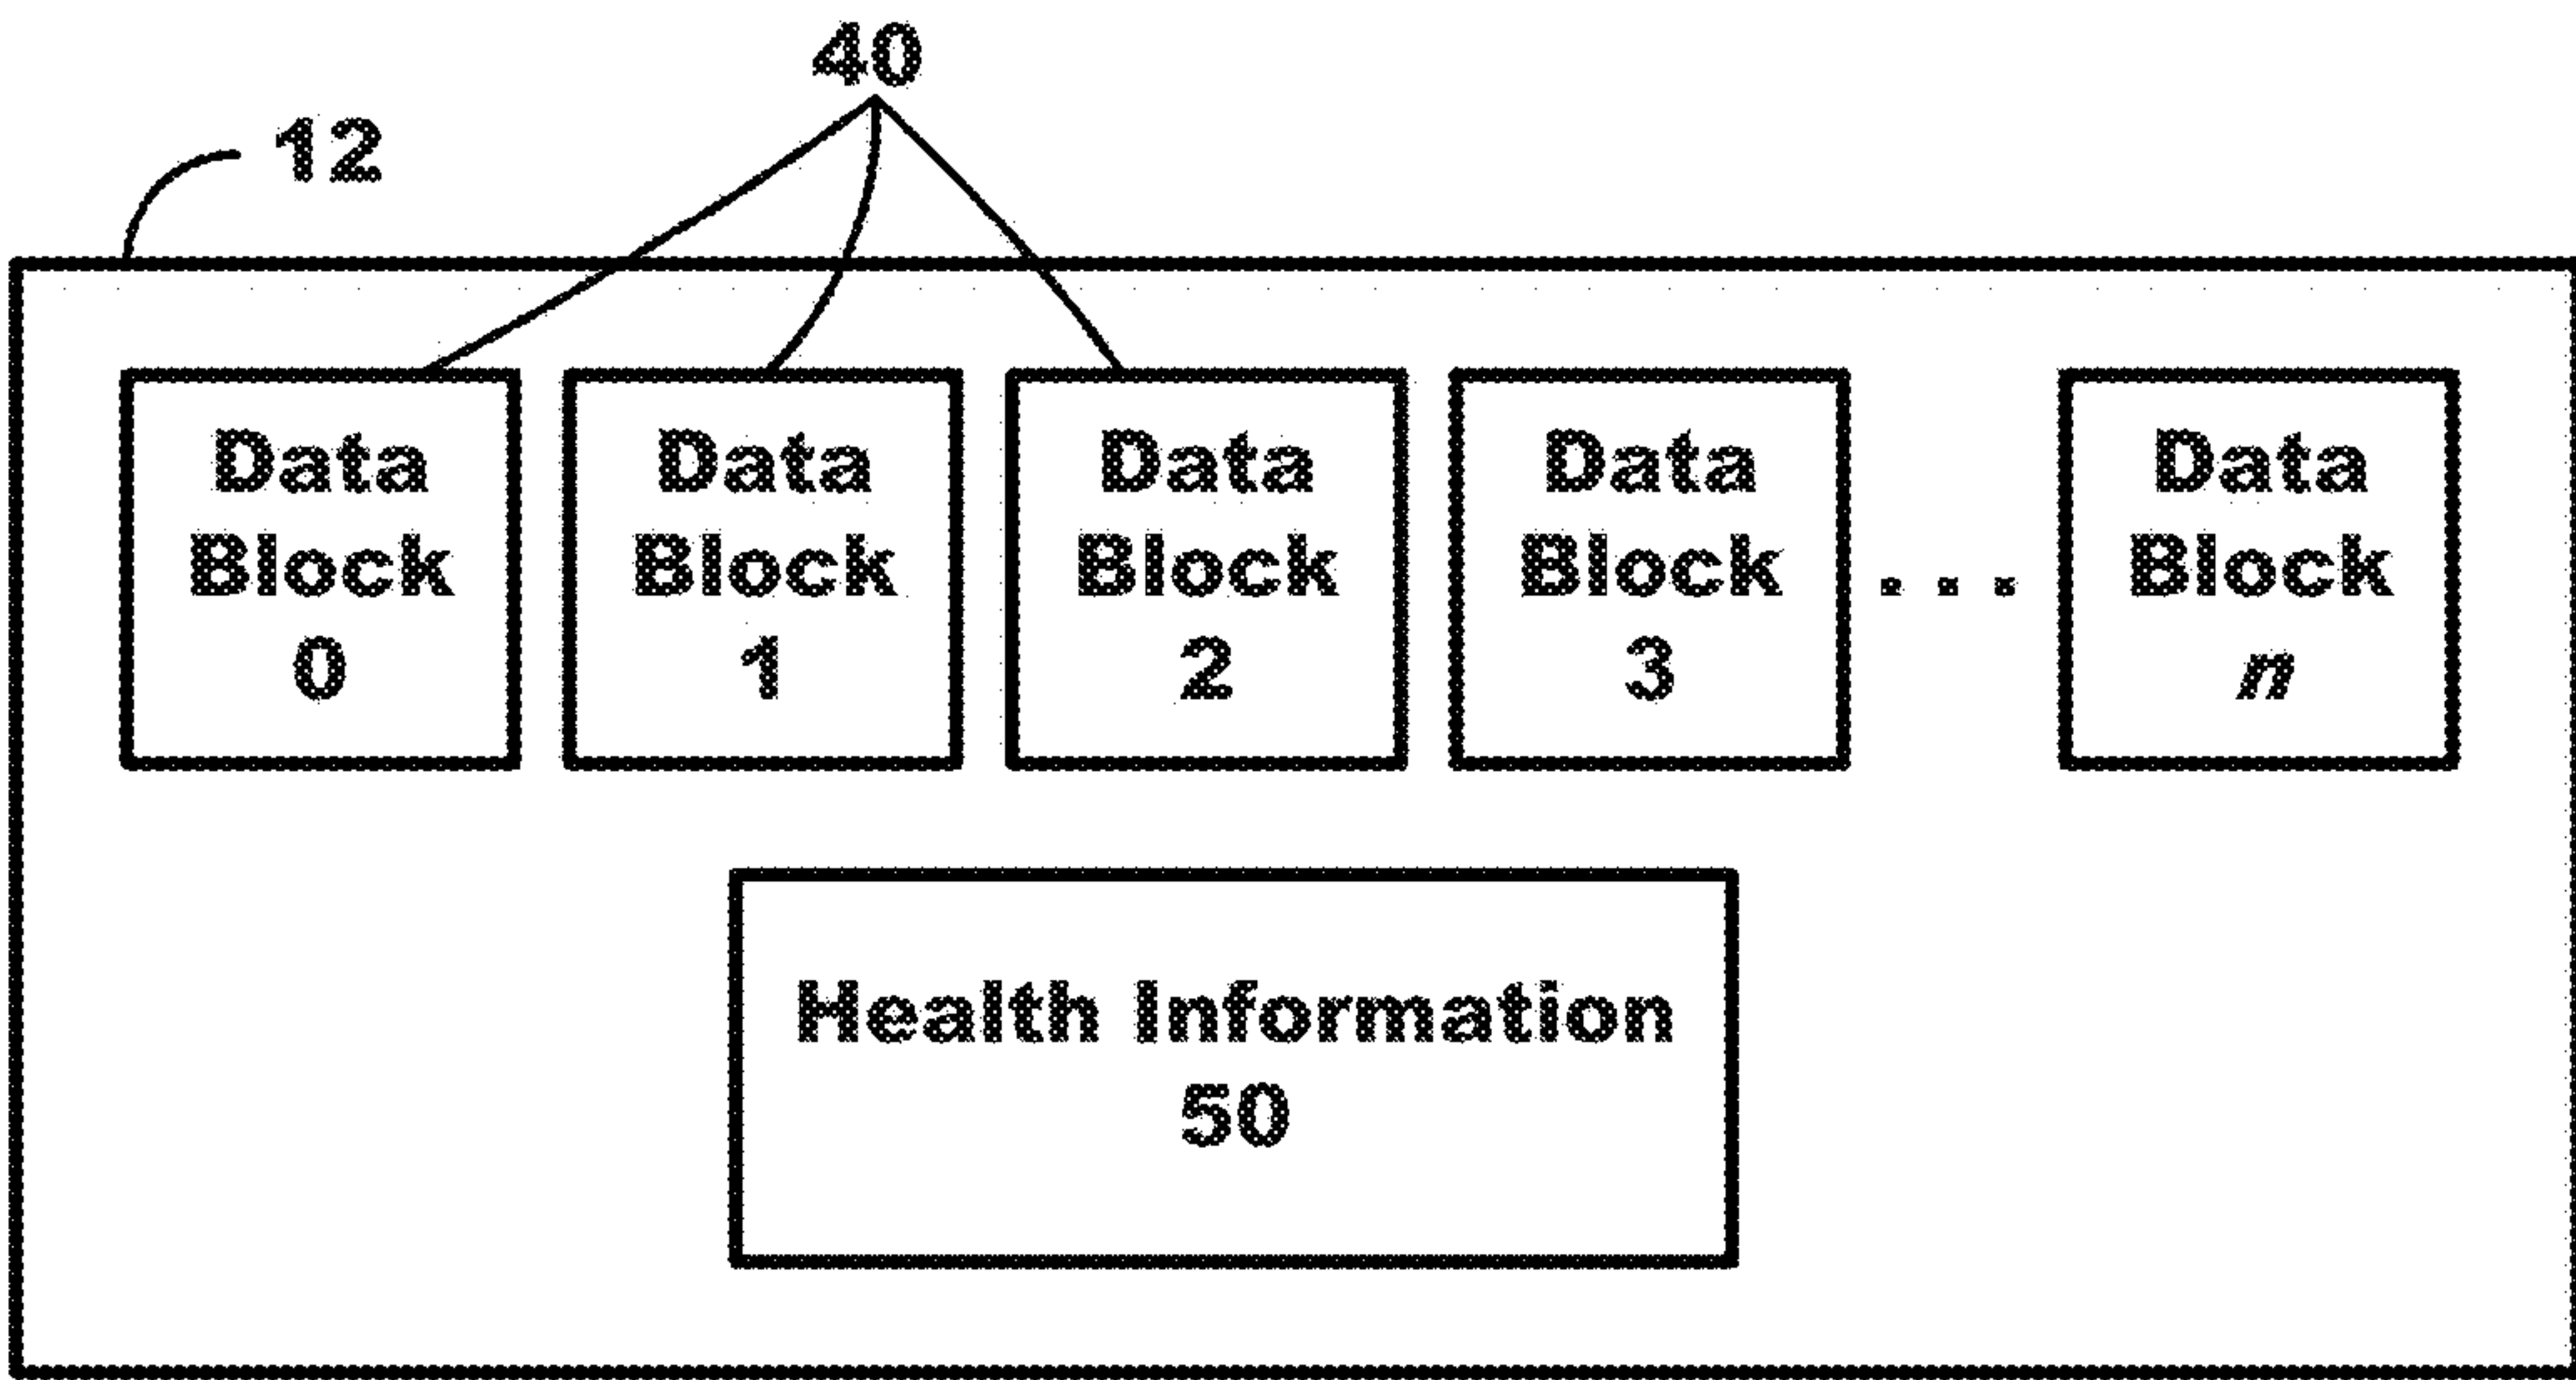 40
12
Data Block 0
Data Block 1
Data Block 2
Data Block 3
. . .
Data Block n
Health Information
50